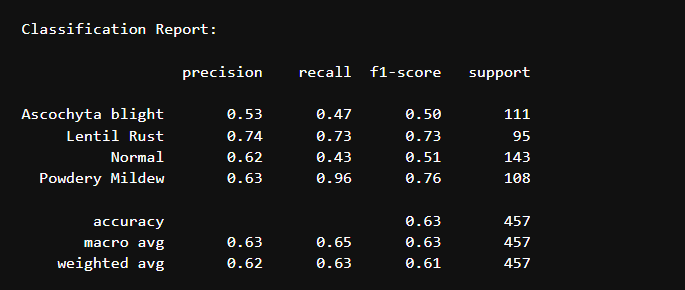 Classification Report:
precision recall f1-score support
Ascochyta blight 0.53 0.47 0.50 111
Lentil Rust 0.74 0.73 0.73 95
Normal 0.62 0.43 0.51 143
Powdery Mildew 0.63 0.96 0.76 108
accuracy 0.63 457
macro avg 0.63 0.65 0.63 457
weighted avg 0.62 0.63 0.61 457